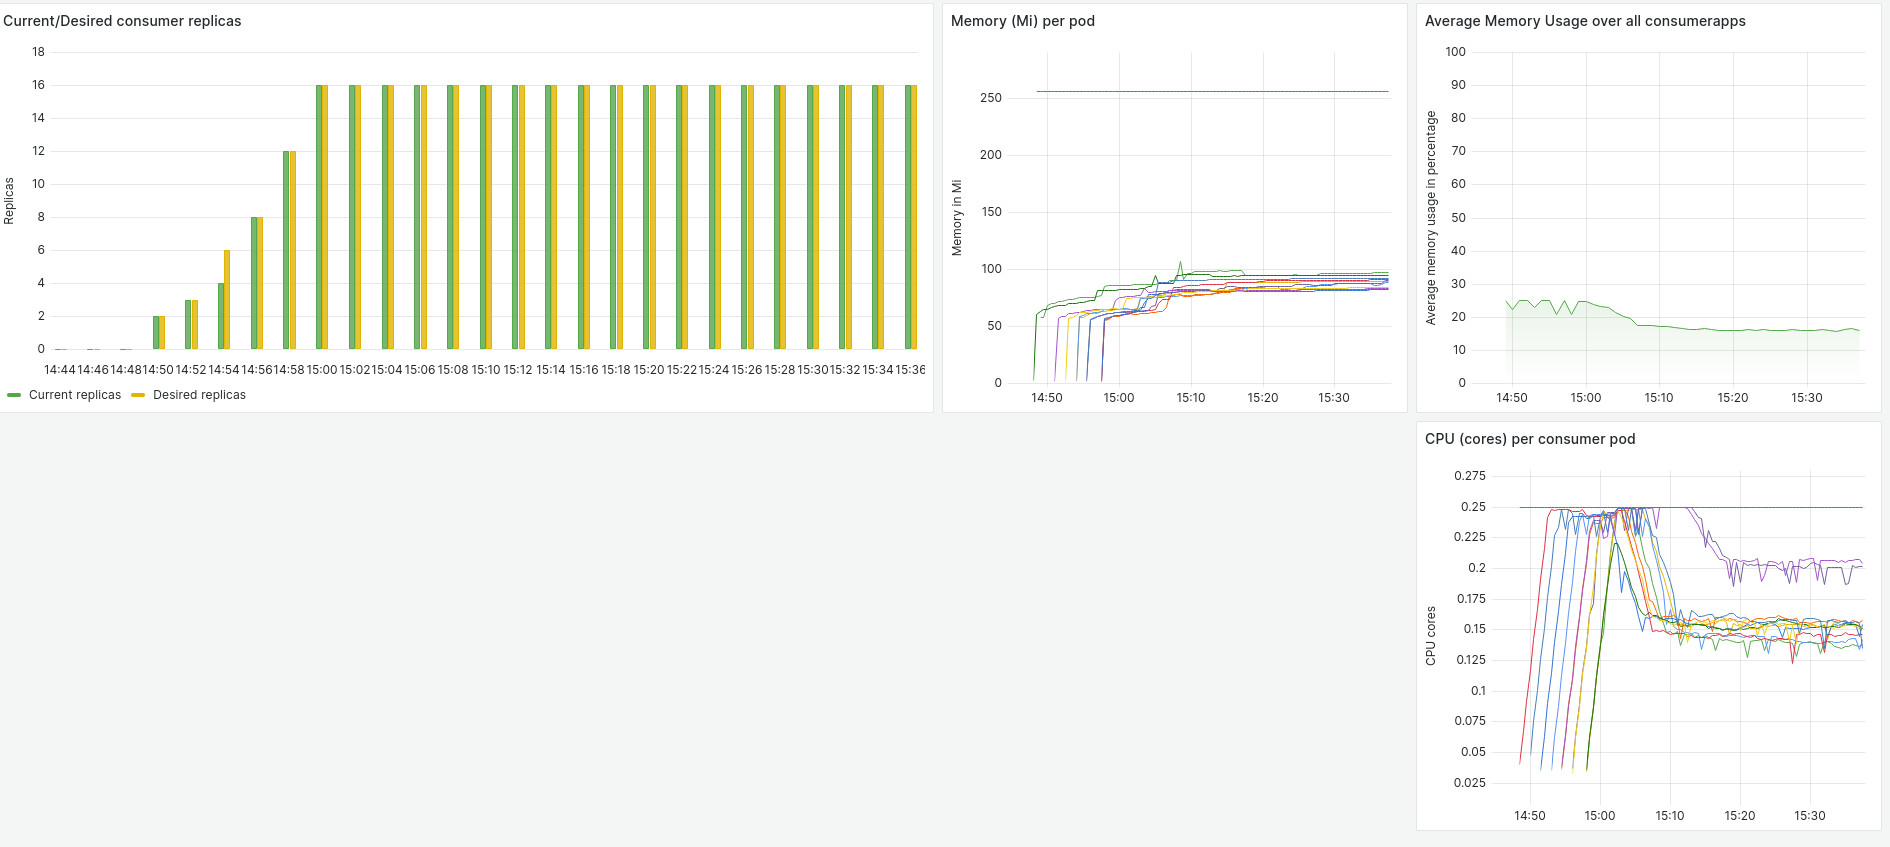 Current/Desired consumer replicas
18
16
14
12
10
8
6
4
2
0
Replicas
14:44 14:46 14:48 14:50 14:52 14:54 14:56 14:58 15:00 15:02 15:04 15:06 15:08 15:10 15:12 15:14 15:16 15:18 15:20 15:22 15:24 15:26 15:28 15:30 15:32 15:34 15:36
Current replicas Desired replicas
Memory (Mi) per pod
250
200
150
100
50
0
Memory in Mi
14:50 15:00 15:10 15:20 15:30
Average Memory Usage over all consumerapps
100
90
80
70
60
50
40
30
20
10
0
Average memory usage in percentage
14:50 15:00 15:10 15:20 15:30
CPU (cores) per consumer pod
0.275
0.25
0.225
0.2
0.175
0.15
0.125
0.1
0.075
0.05
0.025
CPU cores
14:50 15:00 15:10 15:20 15:30